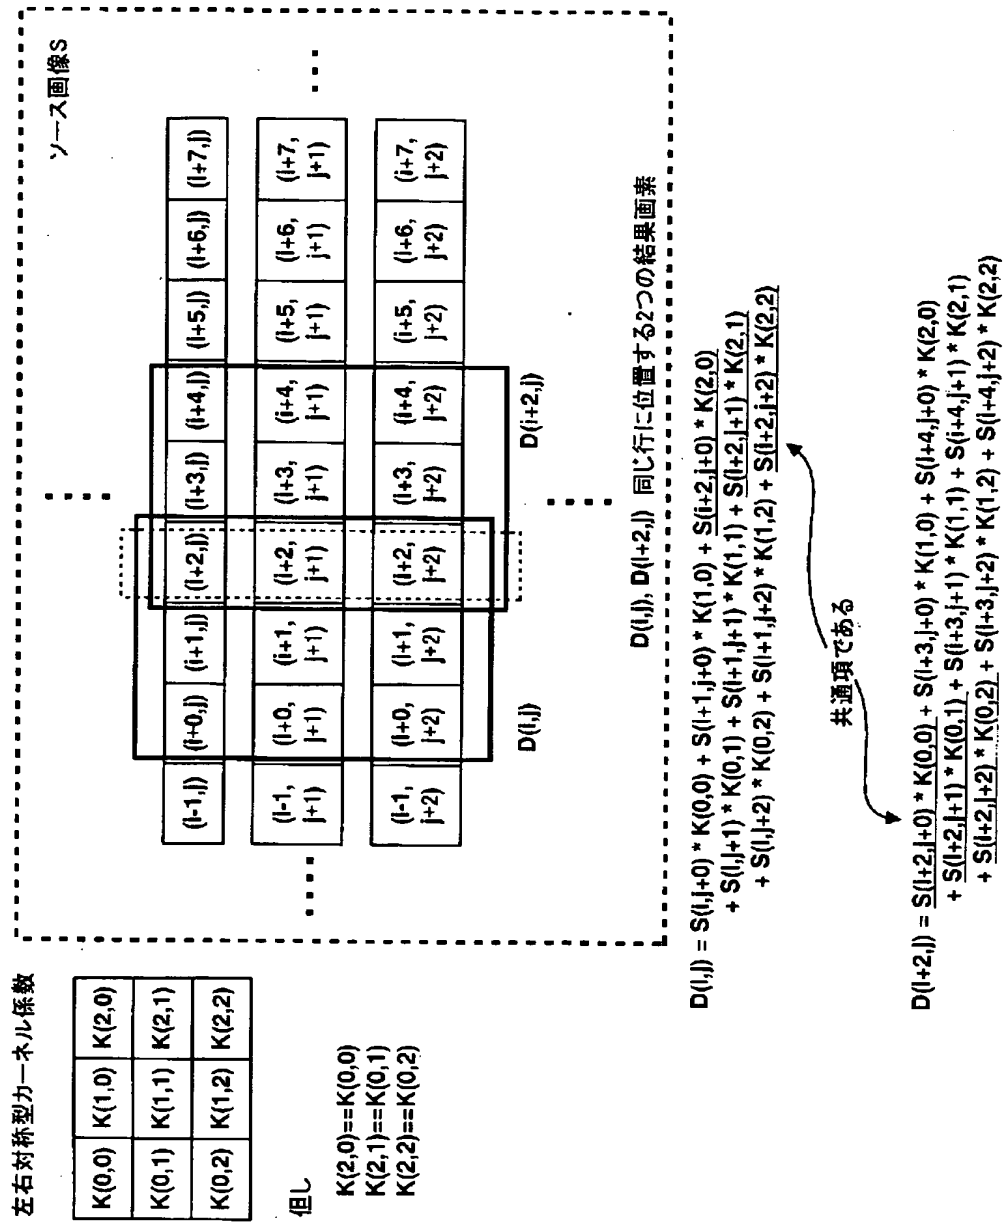 左右対称型カーネル係数
K(0,0) K(1,0) K(2,0)
K(0,1) K(1,1) K(2,1)
K(0,2) K(1,2) K(2,2)
但し
K(2,0)==K(0,0)
K(2,1)==K(0,1)
K(2,2)==K(0,2)
ソース画像S
(i-1,j) (i+0,j) (i+1,j) (i+2,j) (i+3,j) (i+4,j) (i+5,j) (i+6,j) (i+7,j)
(i-1, (i+0, (i+1, (i+2, (i+3, (i+4, (i+5, (i+6, (i+7,
j+1) j+1) j+1) j+1) j+1) j+1) j+1) j+1) j+1)
(i-1, (i+0, (i+1, (i+2, (i+3, (i+4, (i+5, (i+6, (i+7,
j+2) j+2) j+2) j+2) j+2) j+2) j+2) j+2) j+2)
D(i,j) D(i+2,j)
D(i,j), D(i+2,j) 同じ行に位置する2つの結果画素
D(i,j) = S(i,j+0) * K(0,0) + S(i+1,j+0) * K(1,0) + S(i+2,j+0) * K(2,0)
+ S(i,j+1) * K(0,1) + S(i+1,j+1) * K(1,1) + S(i+2,j+1) * K(2,1)
+ S(i,j+2) * K(0,2) + S(i+1,j+2) * K(1,2) + S(i+2,j+2) * K(2,2)
共通項である
D(i+2,j) = S(i+2,j+0) * K(0,0) + S(i+3,j+0) * K(1,0) + S(i+4,j+0) * K(2,0)
+ S(i+2,j+1) * K(0,1) + S(i+3,j+1) * K(1,1) + S(i+4,j+1) * K(2,1)
+ S(i+2,j+2) * K(0,2) + S(i+3,j+2) * K(1,2) + S(i+4,j+2) * K(2,2)